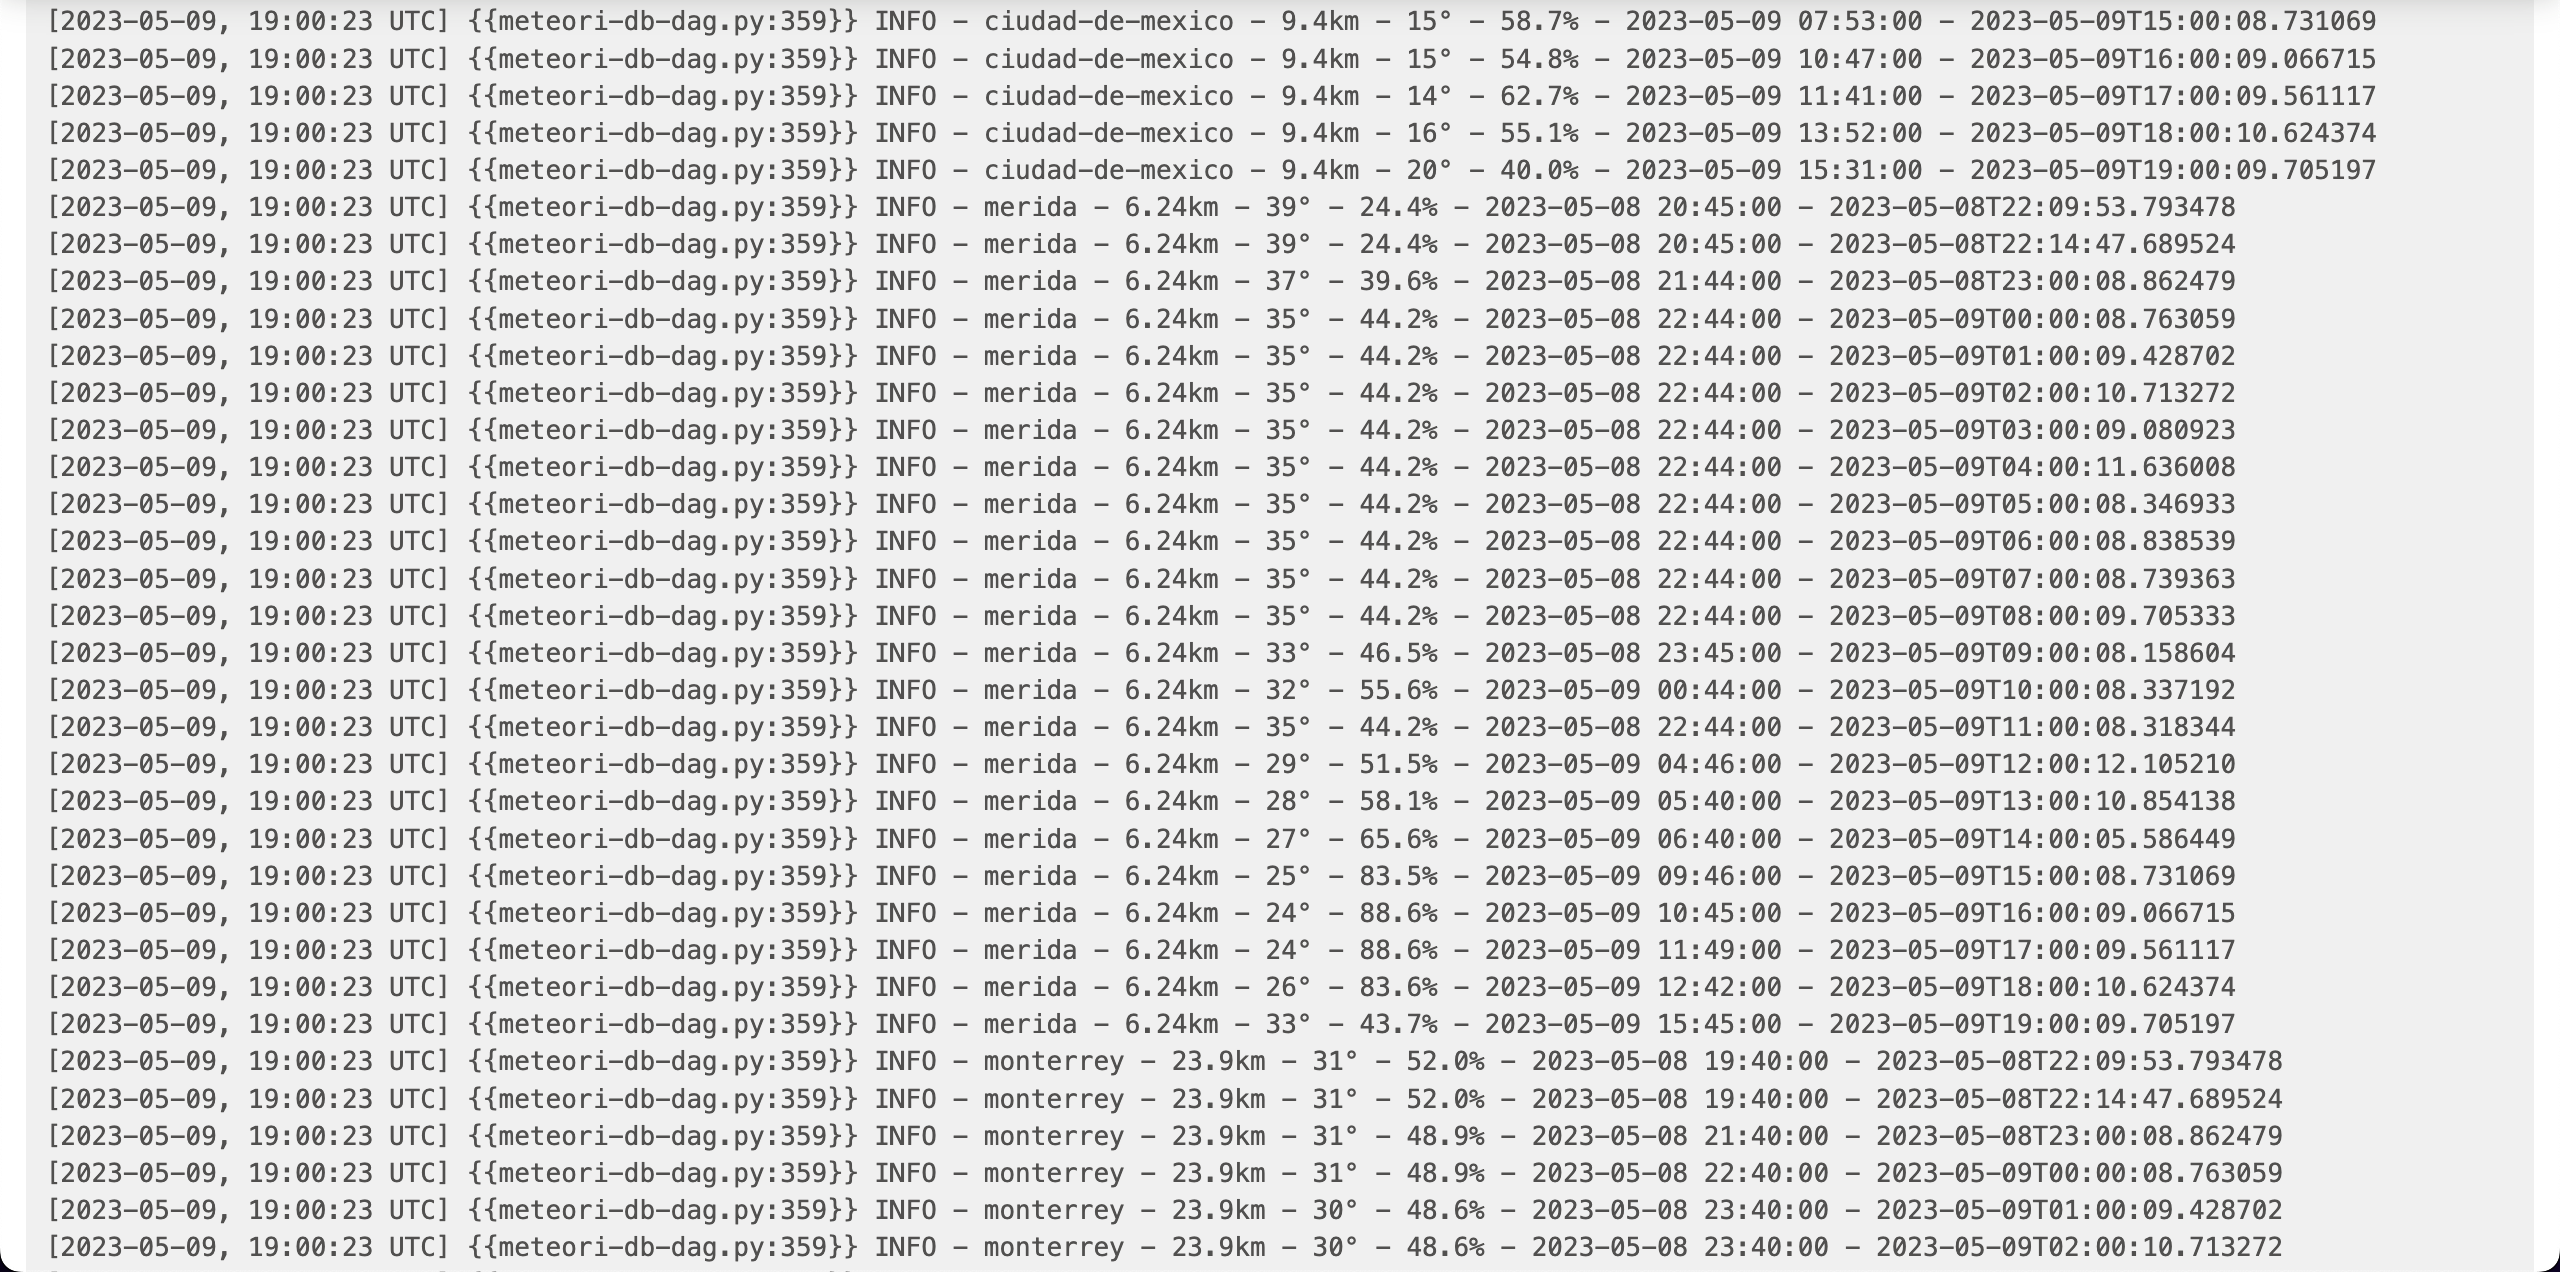 [2023-05-09, 19:00:23 UTC] {{meteori-db-dag.py:359}} INFO - ciudad-de-mexico - 9.4km - 15° - 58.7% - 2023-05-09 07:53:00 - 2023-05-09T15:00:08.731069
[2023-05-09, 19:00:23 UTC] {{meteori-db-dag.py:359}} INFO - ciudad-de-mexico - 9.4km - 15° - 54.8% - 2023-05-09 10:47:00 - 2023-05-09T16:00:09.066715
[2023-05-09, 19:00:23 UTC] {{meteori-db-dag.py:359}} INFO - ciudad-de-mexico - 9.4km - 14° - 62.7% - 2023-05-09 11:41:00 - 2023-05-09T17:00:09.561117
[2023-05-09, 19:00:23 UTC] {{meteori-db-dag.py:359}} INFO - ciudad-de-mexico - 9.4km - 16° - 55.1% - 2023-05-09 13:52:00 - 2023-05-09T18:00:10.624374
[2023-05-09, 19:00:23 UTC] {{meteori-db-dag.py:359}} INFO - ciudad-de-mexico - 9.4km - 20° - 40.0% - 2023-05-09 15:31:00 - 2023-05-09T19:00:09.705197
[2023-05-09, 19:00:23 UTC] {{meteori-db-dag.py:359}} INFO - merida - 6.24km - 39° - 24.4% - 2023-05-08 20:45:00 - 2023-05-08T22:09:53.793478
[2023-05-09, 19:00:23 UTC] {{meteori-db-dag.py:359}} INFO - merida - 6.24km - 39° - 24.4% - 2023-05-08 20:45:00 - 2023-05-08T22:14:47.689524
[2023-05-09, 19:00:23 UTC] {{meteori-db-dag.py:359}} INFO - merida - 6.24km - 37° - 39.6% - 2023-05-08 21:44:00 - 2023-05-08T23:00:08.862479
[2023-05-09, 19:00:23 UTC] {{meteori-db-dag.py:359}} INFO - merida - 6.24km - 35° - 44.2% - 2023-05-08 22:44:00 - 2023-05-09T00:00:08.763059
[2023-05-09, 19:00:23 UTC] {{meteori-db-dag.py:359}} INFO - merida - 6.24km - 35° - 44.2% - 2023-05-08 22:44:00 - 2023-05-09T01:00:09.428702
[2023-05-09, 19:00:23 UTC] {{meteori-db-dag.py:359}} INFO - merida - 6.24km - 35° - 44.2% - 2023-05-08 22:44:00 - 2023-05-09T02:00:10.713272
[2023-05-09, 19:00:23 UTC] {{meteori-db-dag.py:359}} INFO - merida - 6.24km - 35° - 44.2% - 2023-05-08 22:44:00 - 2023-05-09T03:00:09.080923
[2023-05-09, 19:00:23 UTC] {{meteori-db-dag.py:359}} INFO - merida - 6.24km - 35° - 44.2% - 2023-05-08 22:44:00 - 2023-05-09T04:00:11.636008
[2023-05-09, 19:00:23 UTC] {{meteori-db-dag.py:359}} INFO - merida - 6.24km - 35° - 44.2% - 2023-05-08 22:44:00 - 2023-05-09T05:00:08.346933
[2023-05-09, 19:00:23 UTC] {{meteori-db-dag.py:359}} INFO - merida - 6.24km - 35° - 44.2% - 2023-05-08 22:44:00 - 2023-05-09T06:00:08.838539
[2023-05-09, 19:00:23 UTC] {{meteori-db-dag.py:359}} INFO - merida - 6.24km - 35° - 44.2% - 2023-05-08 22:44:00 - 2023-05-09T07:00:08.739363
[2023-05-09, 19:00:23 UTC] {{meteori-db-dag.py:359}} INFO - merida - 6.24km - 35° - 44.2% - 2023-05-08 22:44:00 - 2023-05-09T08:00:09.705333
[2023-05-09, 19:00:23 UTC] {{meteori-db-dag.py:359}} INFO - merida - 6.24km - 33° - 46.5% - 2023-05-08 23:45:00 - 2023-05-09T09:00:08.158604
[2023-05-09, 19:00:23 UTC] {{meteori-db-dag.py:359}} INFO - merida - 6.24km - 32° - 55.6% - 2023-05-09 00:44:00 - 2023-05-09T10:00:08.337192
[2023-05-09, 19:00:23 UTC] {{meteori-db-dag.py:359}} INFO - merida - 6.24km - 35° - 44.2% - 2023-05-08 22:44:00 - 2023-05-09T11:00:08.318344
[2023-05-09, 19:00:23 UTC] {{meteori-db-dag.py:359}} INFO - merida - 6.24km - 29° - 51.5% - 2023-05-09 04:46:00 - 2023-05-09T12:00:12.105210
[2023-05-09, 19:00:23 UTC] {{meteori-db-dag.py:359}} INFO - merida - 6.24km - 28° - 58.1% - 2023-05-09 05:40:00 - 2023-05-09T13:00:10.854138
[2023-05-09, 19:00:23 UTC] {{meteori-db-dag.py:359}} INFO - merida - 6.24km - 27° - 65.6% - 2023-05-09 06:40:00 - 2023-05-09T14:00:05.586449
[2023-05-09, 19:00:23 UTC] {{meteori-db-dag.py:359}} INFO - merida - 6.24km - 25° - 83.5% - 2023-05-09 09:46:00 - 2023-05-09T15:00:08.731069
[2023-05-09, 19:00:23 UTC] {{meteori-db-dag.py:359}} INFO - merida - 6.24km - 24° - 88.6% - 2023-05-09 10:45:00 - 2023-05-09T16:00:09.066715
[2023-05-09, 19:00:23 UTC] {{meteori-db-dag.py:359}} INFO - merida - 6.24km - 24° - 88.6% - 2023-05-09 11:49:00 - 2023-05-09T17:00:09.561117
[2023-05-09, 19:00:23 UTC] {{meteori-db-dag.py:359}} INFO - merida - 6.24km - 26° - 83.6% - 2023-05-09 12:42:00 - 2023-05-09T18:00:10.624374
[2023-05-09, 19:00:23 UTC] {{meteori-db-dag.py:359}} INFO - merida - 6.24km - 33° - 43.7% - 2023-05-09 15:45:00 - 2023-05-09T19:00:09.705197
[2023-05-09, 19:00:23 UTC] {{meteori-db-dag.py:359}} INFO - monterrey - 23.9km - 31° - 52.0% - 2023-05-08 19:40:00 - 2023-05-08T22:09:53.793478
[2023-05-09, 19:00:23 UTC] {{meteori-db-dag.py:359}} INFO - monterrey - 23.9km - 31° - 52.0% - 2023-05-08 19:40:00 - 2023-05-08T22:14:47.689524
[2023-05-09, 19:00:23 UTC] {{meteori-db-dag.py:359}} INFO - monterrey - 23.9km - 31° - 48.9% - 2023-05-08 21:40:00 - 2023-05-08T23:00:08.862479
[2023-05-09, 19:00:23 UTC] {{meteori-db-dag.py:359}} INFO - monterrey - 23.9km - 31° - 48.9% - 2023-05-08 22:40:00 - 2023-05-09T00:00:08.763059
[2023-05-09, 19:00:23 UTC] {{meteori-db-dag.py:359}} INFO - monterrey - 23.9km - 30° - 48.6% - 2023-05-08 23:40:00 - 2023-05-09T01:00:09.428702
[2023-05-09, 19:00:23 UTC] {{meteori-db-dag.py:359}} INFO - monterrey - 23.9km - 30° - 48.6% - 2023-05-08 23:40:00 - 2023-05-09T02:00:10.713272